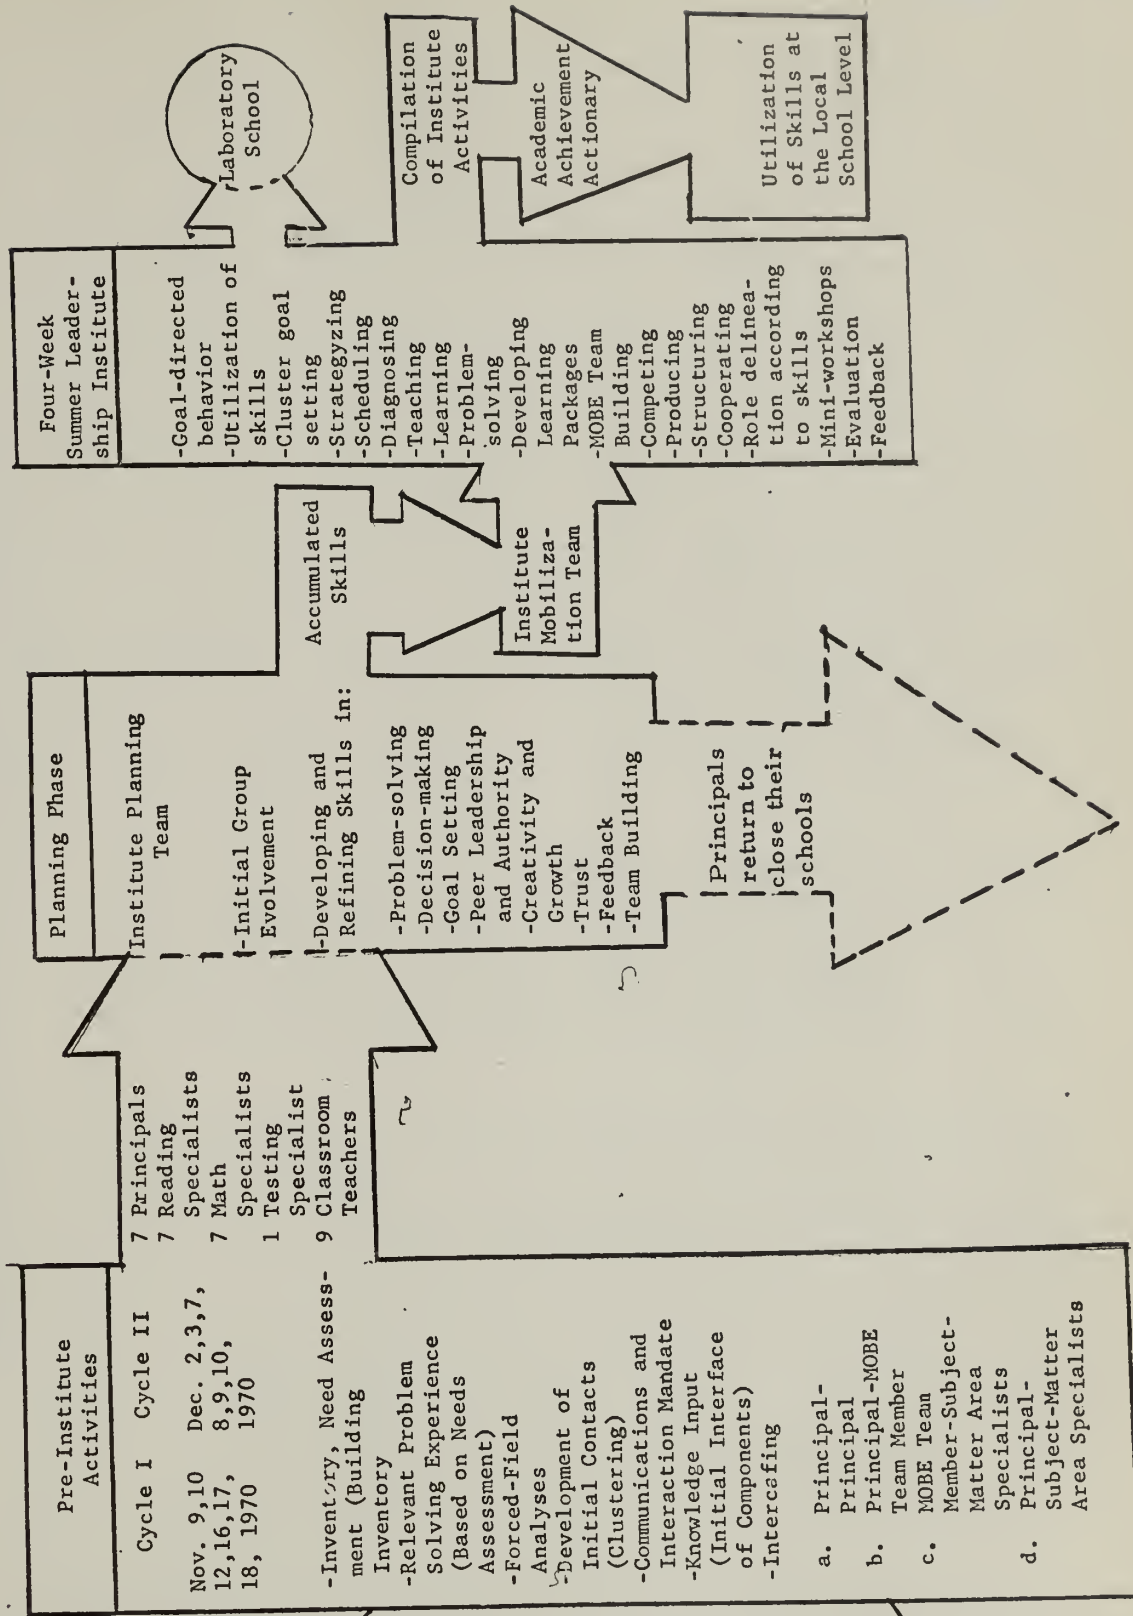 Pre-Institute
Activities
Cycle I Cycle II
Nov. 9,10 Dec. 2,3,7,
12,16,17, 8,9,10,
18, 1970 1970
-Inventory, Need Assess-
ment (Building
Inventory
-Relevant Problem
Solving Experience
(Based on Needs
Assessment)
-Forced-Field
Analyses
-Development of
Initial Contacts
(Clustering)
-Communications and
Interaction Mandate
-Knowledge Input
(Initial Interface
of Components)
-Intercafing
a. Principal-
Principal
b. Principal-MOBE
Team Member
c. MOBE Team
Member-Subject-
Matter Area
Specialists
d. Principal-
Subject-Matter
Area Specialists
7 Principals
7 Reading
Specialists
7 Math
Specialists
1 Testing
Specialist
9 Classroom
Teachers
Planning Phase
Institute Planning
Team
-Initial Group
Evolvement
-Developing and
Refining Skills in:
-Problem-solving
-Decision-making
-Goal Setting
-Peer Leadership
and Authority
-Creativity and
Growth
-Trust
-Feedback
-Team Building
Principals
return to
close their
schools
Accumulated
Skills
Institute
Mobiliza-
tion Team
Four-Week
Summer Leader-
ship Institute
-Goal-directed
behavior
-Utilization of
skills
-Cluster goal
setting
-Strategyzing
-Scheduling
-Diagnosing
-Teaching
-Learning
-Problem-
solving
-Developing
Learning
Packages
-MOBE Team
Building
-Competing
-Producing
-Structuring
-Cooperating
-Role delinea-
tion according
to skills
-Mini-workshops
-Evaluation
-Feedback
Laboratory
School
Compilation
of Institute
Activities
Academic
Achievement
Actionary
Utilization
of Skills at
the Local
School Level